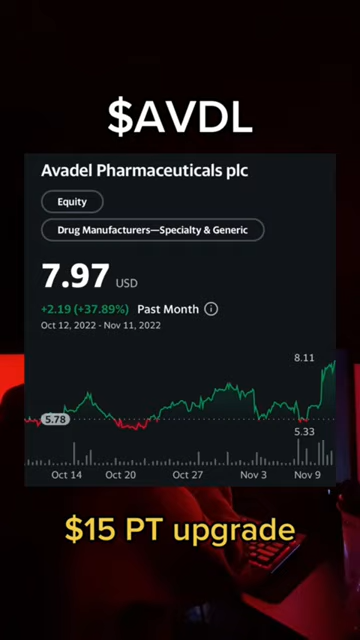 $AVDL
Avadel Pharmaceuticals plc
Equity
Drug Manufacturers—Specialty & Generic
7.97 USD
+2.19 (+37.89%) Past Month
Oct 12, 2022 - Nov 11, 2022
8.11
5.78
5.33
Oct 14 Oct 20 Oct 27 Nov 3 Nov 9
$15 PT upgrade